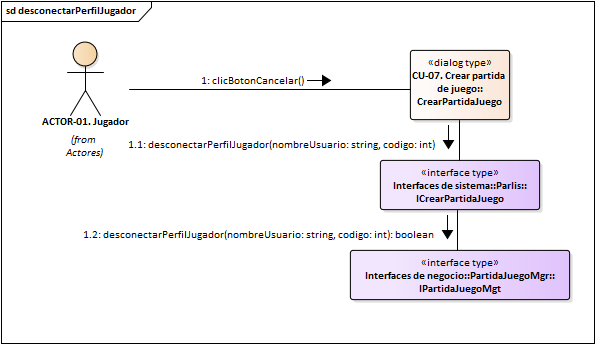 sd desconectarPerfilJugador
«dialog type»
CU-07. Crear partida
de juego::
CrearPartidaJuego
1: clicBotonCancelar()
ACTOR-01. Jugador
(from
Actores)
1.1: desconectarPerfilJugador(nombreUsuario: string, codigo: int)
«interface type»
Interfaces de sistema::ParIis::
ICrearPartidaJuego
1.2: desconectarPerfilJugador(nombreUsuario: string, codigo: int): boolean
«interface type»
Interfaces de negocio::PartidaJuegoMgr::
IPartidaJuegoMgt